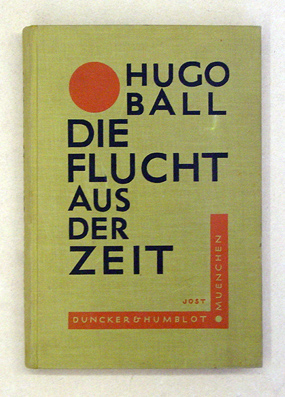 HUGO
BALL
DIE
FLUCHT
AUS
DER
ZEIT
JOST
DUNCKER & HUMBLOT
MUENCHEN